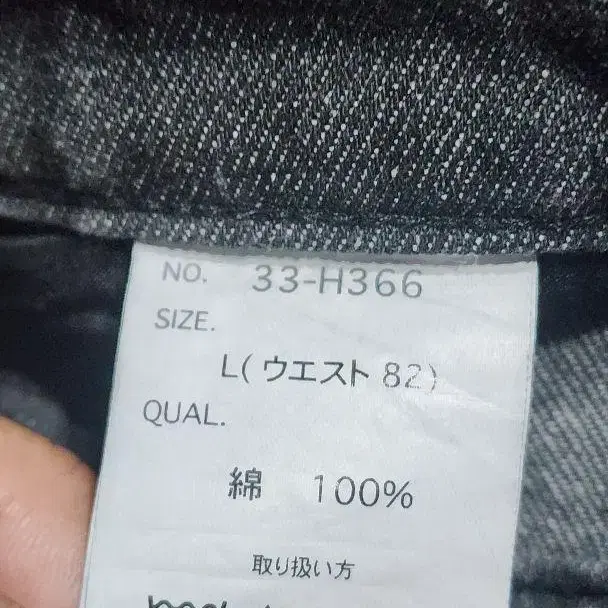 NO. 33-H366
SIZE.
L(ウエスト 82)
QUAL.
綿 100%
取り扱い方